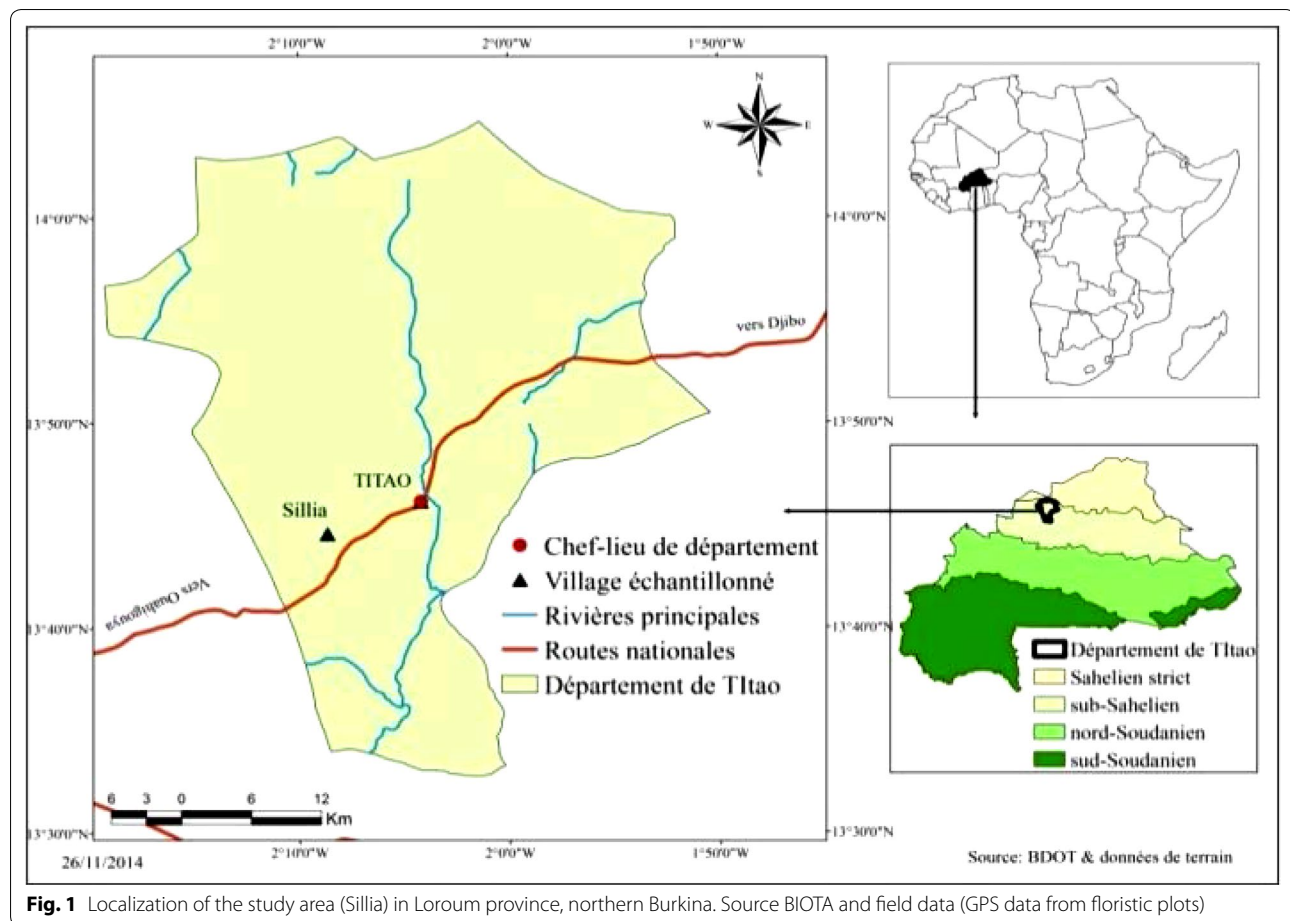 2°10'0"W
2°0'0"W
1°50'0"W
N
W
E
S
14°0'0"N
14°0'0"N
vers Djibo
13°50'0"N
13°50'0"N
TITAO
Sillia
Chef-lieu de département
Village échantillonné
Rivières principales
Routes nationales
Département de TItao
Vers Ouahigouya
13°40'0"N
13°40'0"N
Département de TItao
Sahelien strict
sub-Sahelien
nord-Soudanien
sud-Soudanien
6 3 0 6 12
Km
13°30'0"N
13°30'0"N
26/11/2014
2°10'0"W
2°0'0"W
1°50'0"W
Source: BDOT & données de terrain
Fig. 1 Localization of the study area (Sillia) in Loroum province, northern Burkina. Source BIOTA and field data (GPS data from floristic plots)